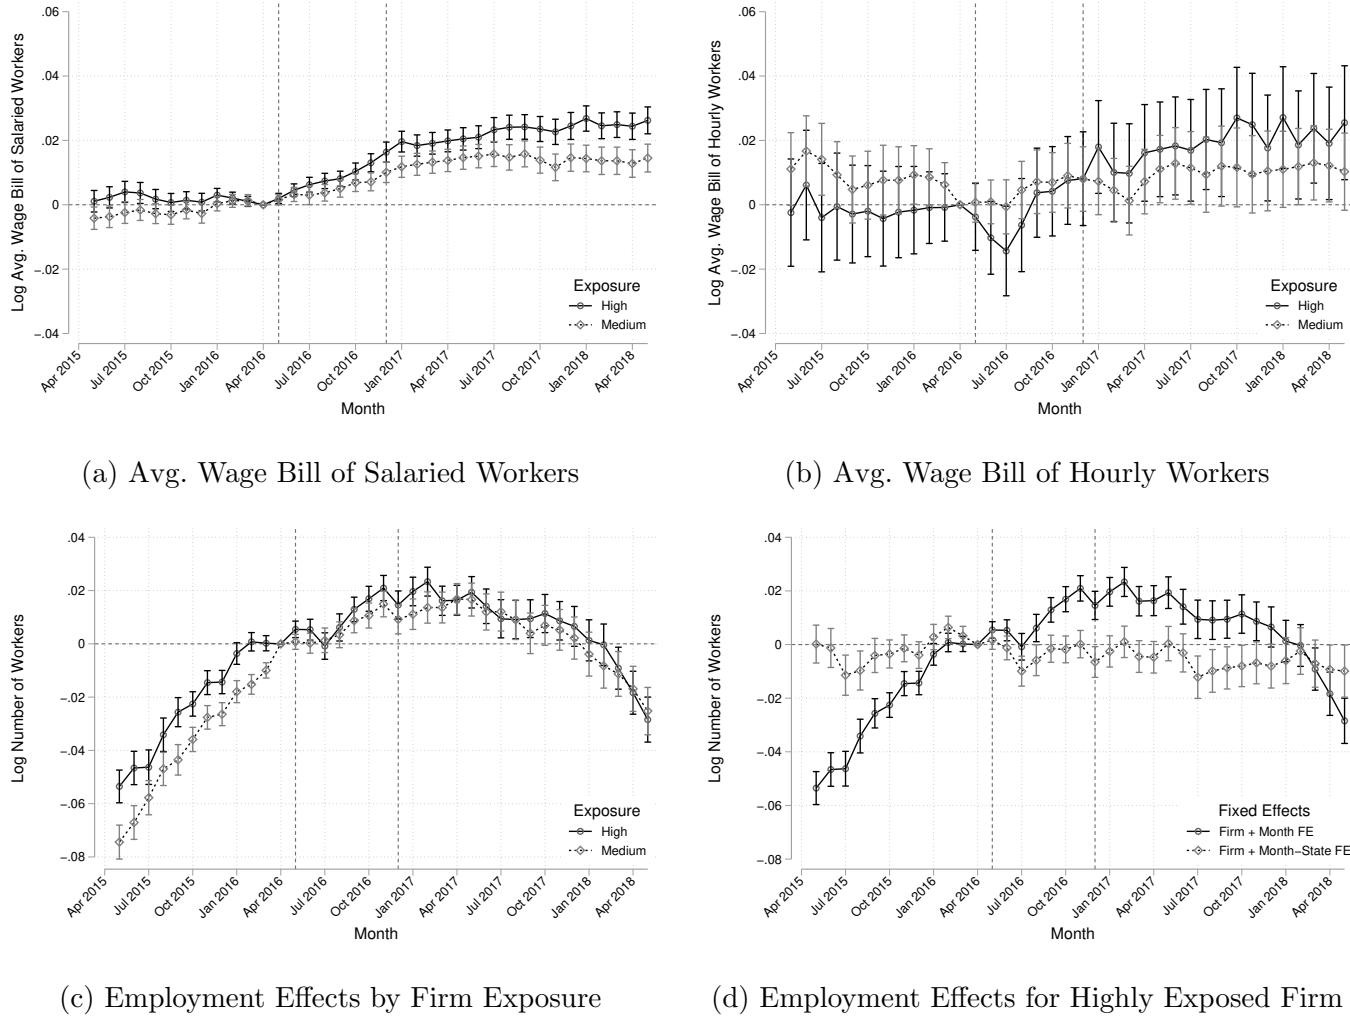 .06
.04
.02
0
−.02
−.04
Log Avg. Wage Bill of Salaried Workers
Exposure
High
Medium
Apr 2015
Jul 2015
Oct 2015
Jan 2016
Apr 2016
Jul 2016
Oct 2016
Jan 2017
Apr 2017
Jul 2017
Oct 2017
Jan 2018
Apr 2018
Month
(a) Avg. Wage Bill of Salaried Workers
.06
.04
.02
0
−.02
−.04
Log Avg. Wage Bill of Hourly Workers
Exposure
High
Medium
Apr 2015
Jul 2015
Oct 2015
Jan 2016
Apr 2016
Jul 2016
Oct 2016
Jan 2017
Apr 2017
Jul 2017
Oct 2017
Jan 2018
Apr 2018
Month
(b) Avg. Wage Bill of Hourly Workers
.04
.02
0
−.02
−.04
−.06
−.08
Log Number of Workers
Exposure
High
Medium
Apr 2015
Jul 2015
Oct 2015
Jan 2016
Apr 2016
Jul 2016
Oct 2016
Jan 2017
Apr 2017
Jul 2017
Oct 2017
Jan 2018
Apr 2018
Month
(c) Employment Effects by Firm Exposure
.04
.02
0
−.02
−.04
−.06
−.08
Log Number of Workers
Fixed Effects
Firm + Month FE
Firm + Month−State FE
Apr 2015
Jul 2015
Oct 2015
Jan 2016
Apr 2016
Jul 2016
Oct 2016
Jan 2017
Apr 2017
Jul 2017
Oct 2017
Jan 2018
Apr 2018
Month
(d) Employment Effects for Highly Exposed Firm